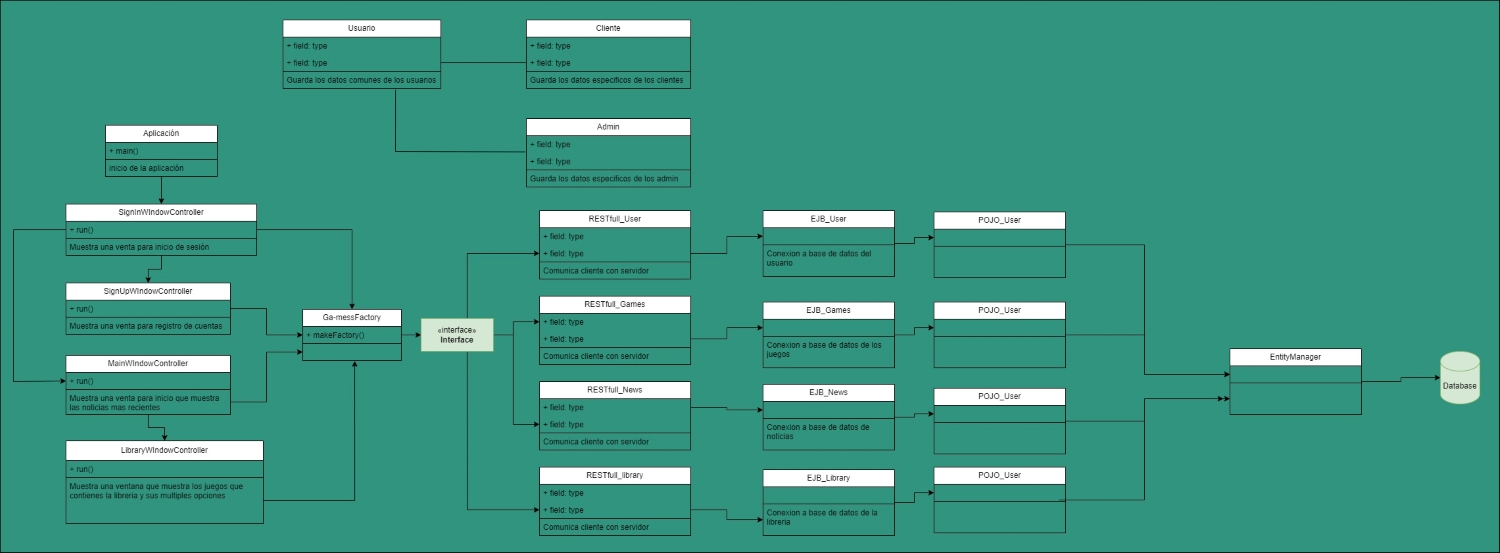 Usuario
+ field: type
+ field: type
Guarda los datos comunes de los usuarios
Cliente
+ field: type
+ field: type
Guarda los datos especificos de los clientes
Admin
+ field: type
+ field: type
Guarda los datos especificos de los admin
Aplicación
+ main()
inicio de la aplicación
SignInWIndowController
+ run()
Muestra una venta para inicio de sesión
SignUpWIndowController
+ run()
Muestra una venta para registro de cuentas
MainWIndowController
+ run()
Muestra una venta para inicio que muestra
las noticias mas recientes
LibraryWIndowController
+ run()
Muestra una ventana que muestra los juegos que
contienes la libreria y sus multiples opciones
Ga-messFactory
+ makeFactory()
«interface»
Interface
RESTfull_User
+ field: type
+ field: type
Comunica cliente con servidor
RESTfull_Games
+ field: type
+ field: type
Comunica cliente con servidor
RESTfull_News
+ field: type
+ field: type
Comunica cliente con servidor
RESTfull_library
+ field: type
+ field: type
Comunica cliente con servidor
EJB_User
Conexion a base de datos del
usuario
EJB_Games
Conexion a base de datos de los
juegos
EJB_News
Conexion a base de datos de
noticias
EJB_Library
Conexion a base de datos de la
libreria
POJO_User
POJO_User
POJO_User
POJO_User
EntityManager
Database